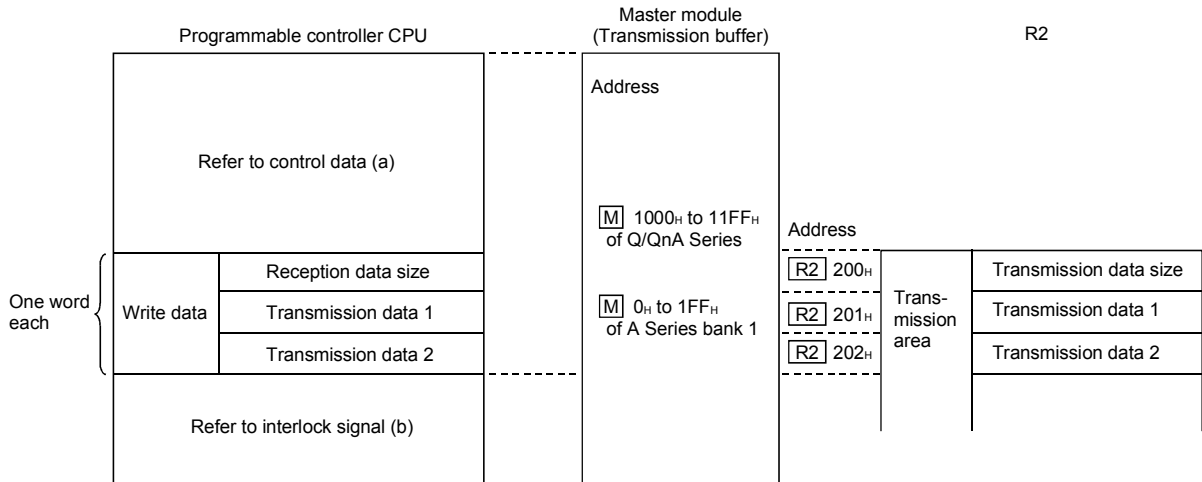 Programmable controller CPU
Master module
(Transmission buffer)
R2
Address
Refer to control data (a)
M 1000H to 11FFH
of Q/QnA Series
Address
One word
each
Write data
Reception data size
Transmission data 1
Transmission data 2
M 0H to 1FFH
of A Series bank 1
R2 200H
R2 201H
R2 202H
Trans-
mission
area
Transmission data size
Transmission data 1
Transmission data 2
Refer to interlock signal (b)